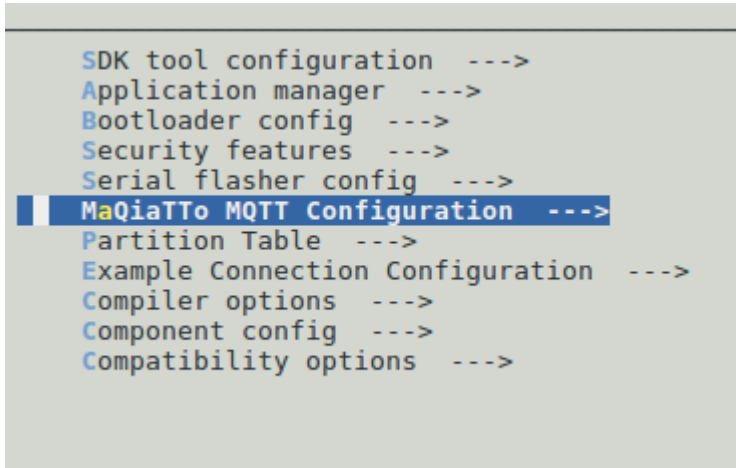 SDK tool configuration  --->
Application manager  --->
Bootloader config  --->
Security features  --->
Serial flasher config  --->
MaQiaTTo MQTT Configuration  --->
Partition Table  --->
Example Connection Configuration  --->
Compiler options  --->
Component config  --->
Compatibility options  --->